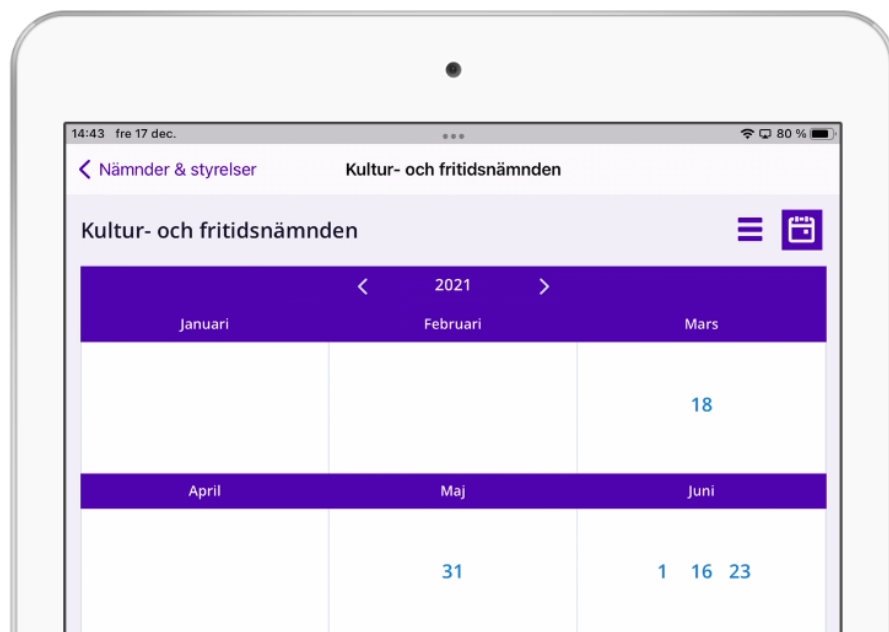 14:43 fre 17 dec.
80 %
Nämnder & styrelser
Kultur- och fritidsnämnden
Kultur- och fritidsnämnden
2021
Januari
Februari
Mars
18
April
Maj
Juni
31
1 16 23